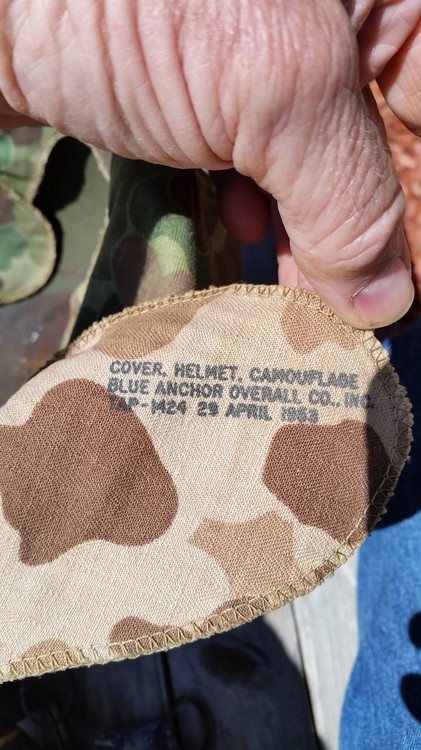 COVER, HELMET, CAMOUFLAGE
BLUE ANCHOR OVERALL CO., INC.
TAP-1424 29 APRIL 1963